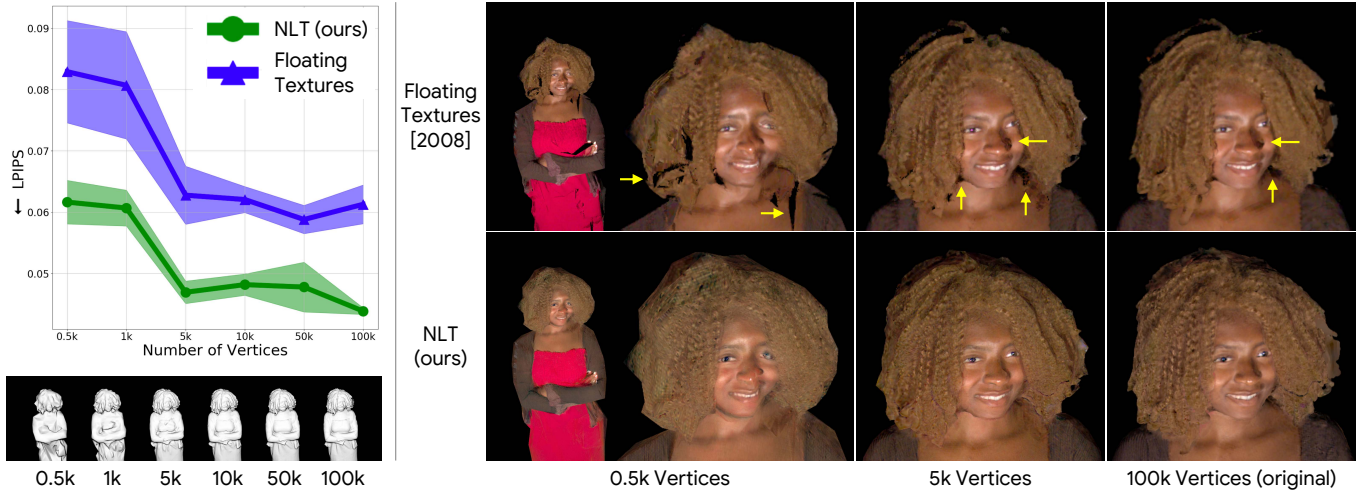 0.09
0.08
0.07
0.06
0.05
← LPIPS
NLT (ours)
Floating
Textures
0.5k 1k 5k 10k 50k 100k
Number of Vertices
0.5k 1k 5k 10k 50k 100k
Floating
Textures
[2008]
NLT
(ours)
0.5k Vertices
5k Vertices
100k Vertices (original)